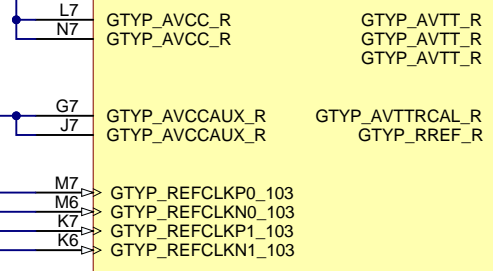 L7 GTYP_AVCC_R GTYP_AVTT_R
N7 GTYP_AVCC_R GTYP_AVTT_R
GTYP_AVTT_R
G7 GTYP_AVCCAUX_R GTYP_AVTTRCAL_R
J7 GTYP_AVCCAUX_R GTYP_RREF_R
M7 GTYP_REFCLKP0_103
M6 GTYP_REFCLKN0_103
K7 GTYP_REFCLKP1_103
K6 GTYP_REFCLKN1_103